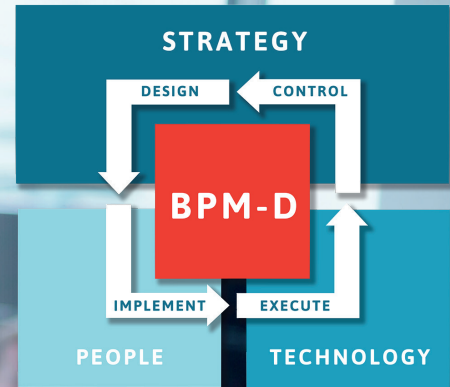 STRATEGY
DESIGN CONTROL
BPM-D
IMPLEMENT EXECUTE
PEOPLE TECHNOLOGY